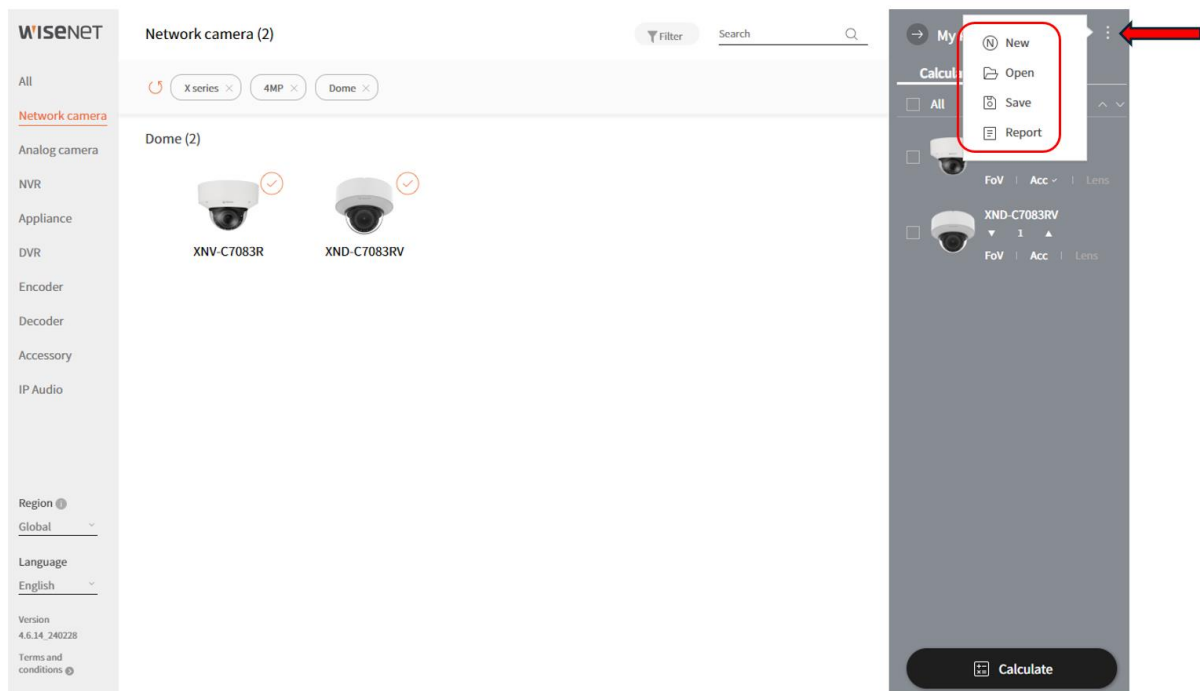 WISENET
All
Network camera
Analog camera
NVR
Appliance
DVR
Encoder
Decoder
Accessory
IP Audio
Region
Global
Language
English
Version
4.6.14_240228
Terms and
conditions
Network camera (2)
Filter
Search
X series
4MP
Dome
Dome (2)
XNV-C7083R
XND-C7083RV
My
New
Open
Save
Report
All
FoV | Acc | Lens
XND-C7083RV
1
FoV | Acc | Lens
Calculate